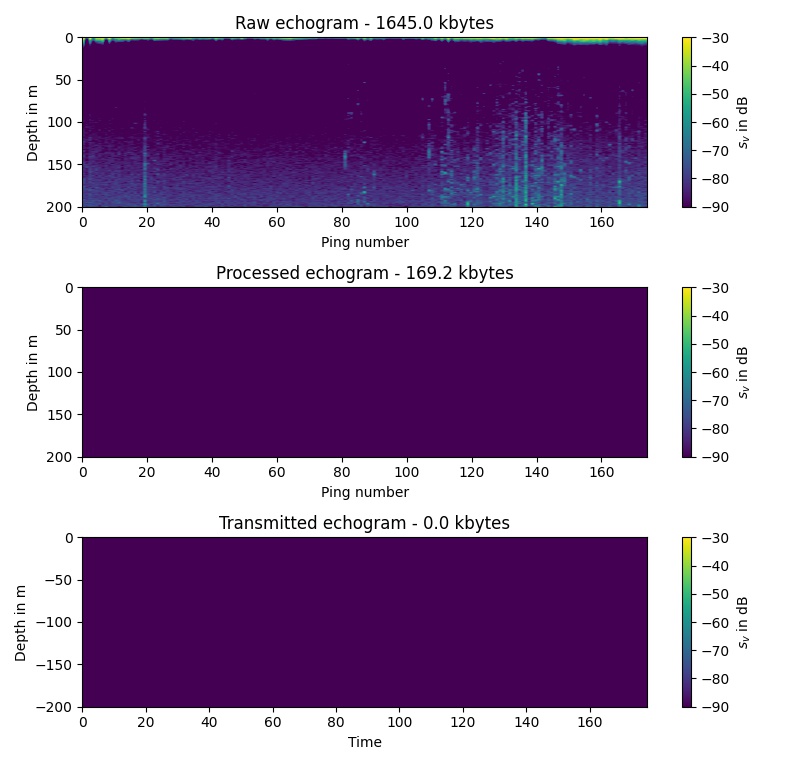 Raw echogram - 1645.0 kbytes
0
50
100
150
200
Depth in m
0 20 40 60 80 100 120 140 160
Ping number
−30
−40
−50
−60
−70
−80
−90
sv in dB
Processed echogram - 169.2 kbytes
0
50
100
150
200
Depth in m
0 20 40 60 80 100 120 140 160
Ping number
−30
−40
−50
−60
−70
−80
−90
sv in dB
Transmitted echogram - 0.0 kbytes
0
−50
−100
−150
−200
Depth in m
0 20 40 60 80 100 120 140 160
Time
−30
−40
−50
−60
−70
−80
−90
sv in dB